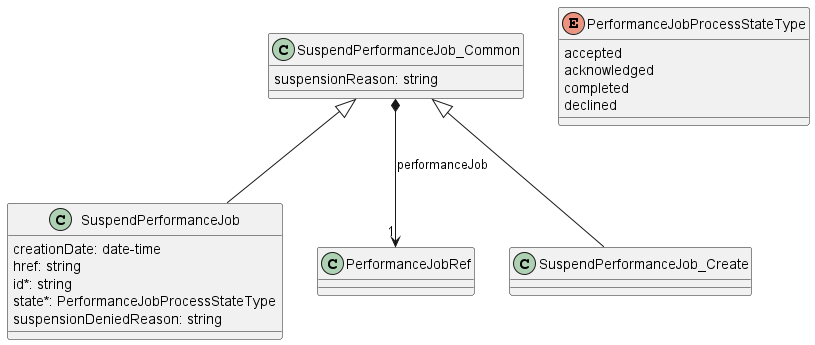 C SuspendPerformanceJob_Common
suspensionReason: string
E PerformanceJobProcessStateType
accepted
acknowledged
completed
declined
performanceJob
1
C SuspendPerformanceJob
creationDate: date-time
href: string
id*: string
state*: PerformanceJobProcessStateType
suspensionDeniedReason: string
C PerformanceJobRef
C SuspendPerformanceJob_Create